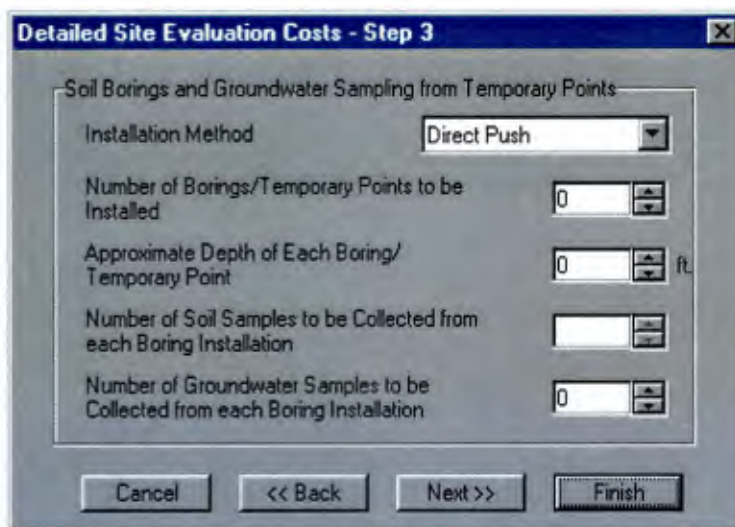 Detailed Site Evaluation Costs - Step 3
Soil Borings and Groundwater Sampling from Temporary Points
Installation Method
Direct Push
Number of Borings/Temporary Points to be
Installed
0
Approximate Depth of Each Boring/
Temporary Point
0 ft.
Number of Soil Samples to be Collected from
each Boring Installation
Number of Groundwater Samples to be
Collected from each Boring Installation
0
Cancel
<< Back
Next >>
Finish